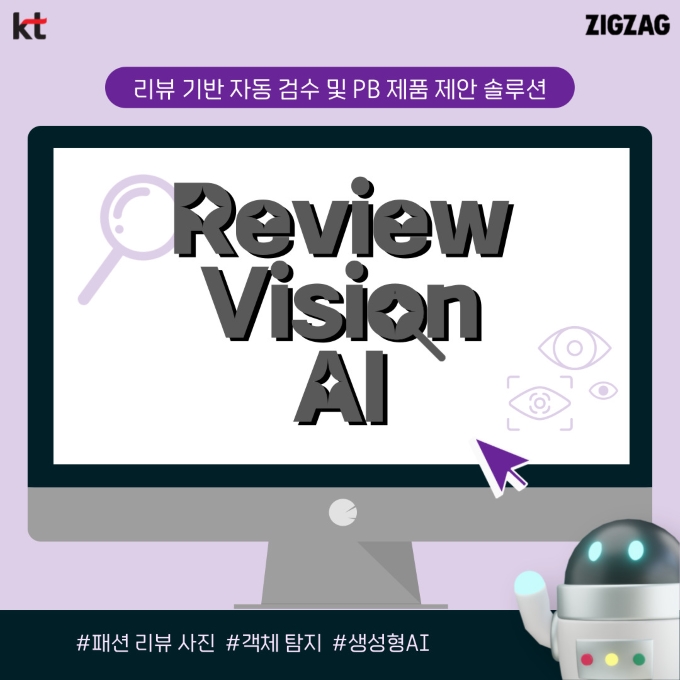 kt
ZIGZAG
리뷰 기반 자동 검수 및 PB 제품 제안 솔루션
Review
Vision
AI
#패션 리뷰 사진 #객체 탐지 #생성형AI